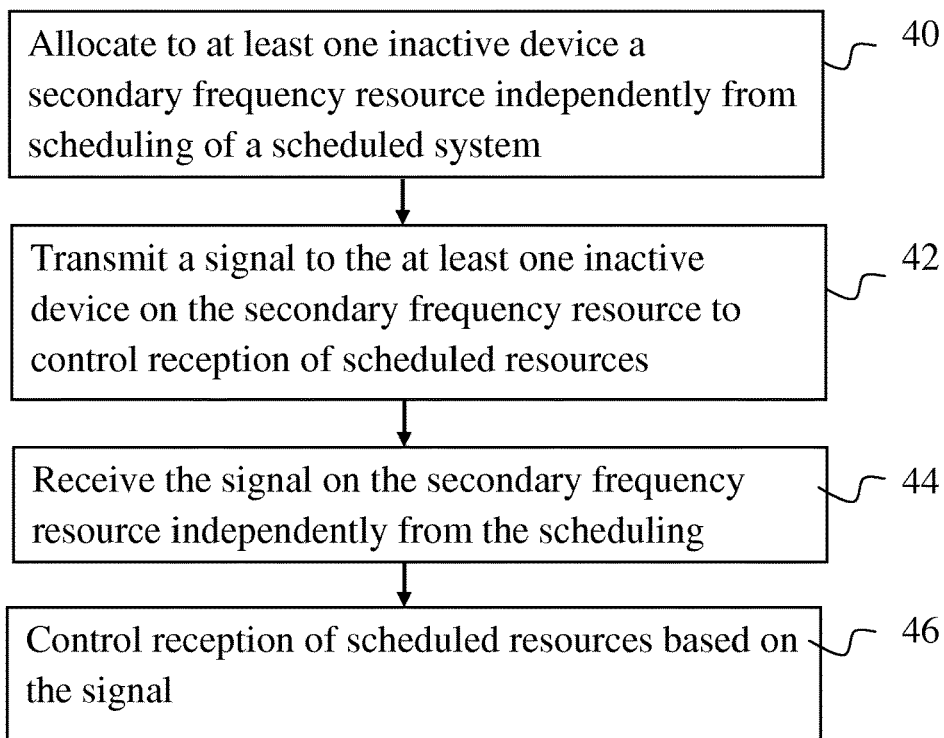 Allocate to at least one inactive device a
secondary frequency resource independently from
scheduling of a scheduled system
40
Transmit a signal to the at least one inactive
device on the secondary frequency resource to
control reception of scheduled resources
42
Receive the signal on the secondary frequency
resource independently from the scheduling
44
Control reception of scheduled resources based on
the signal
46